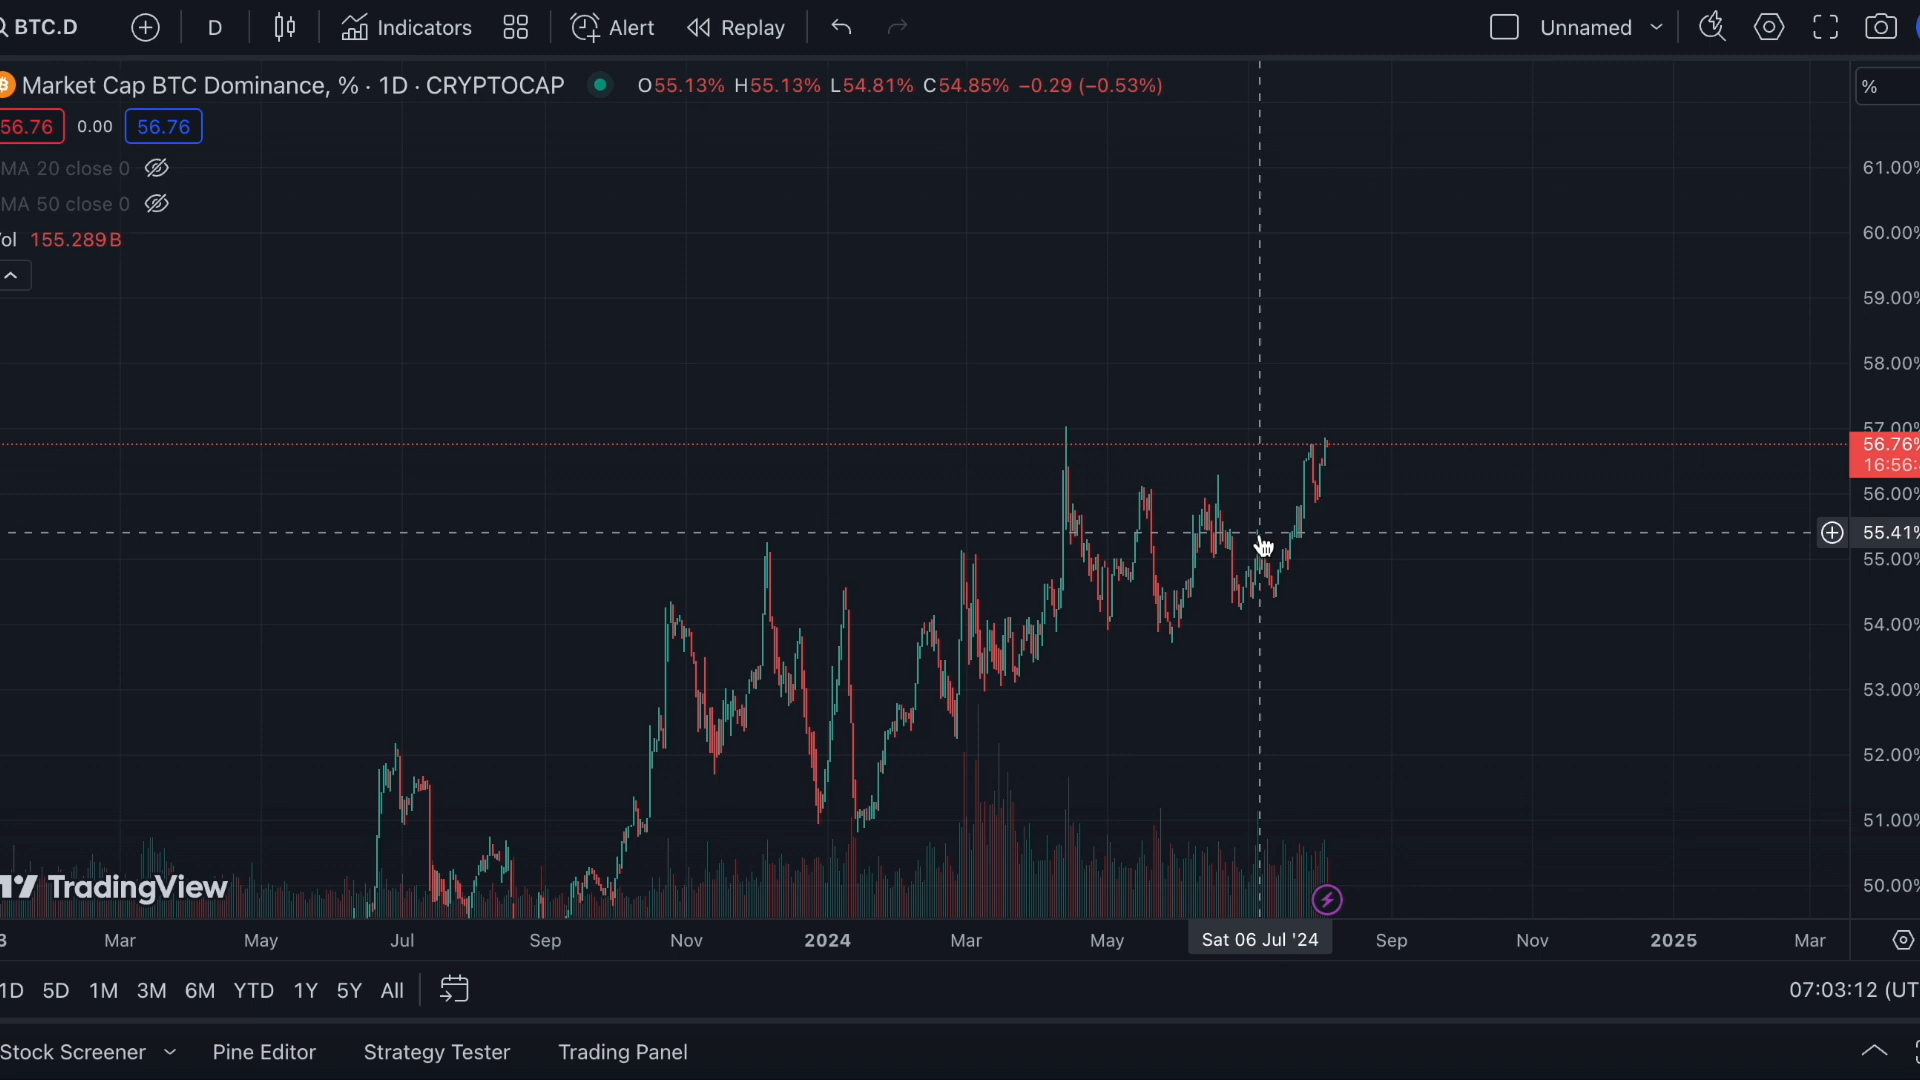 BTC.D D Indicators Alert Replay Unnamed
Market Cap BTC Dominance, % · 1D · CRYPTOCAP O55.13% H55.13% L54.81% C54.85% −0.29 (−0.53%) %
56.76 0.00 56.76
MA 20 close 0
MA 50 close 0
Vol 155.289B
61.00%
60.00%
59.00%
58.00%
57.00%
56.76%
16:56:
56.00%
55.41%
55.00%
54.00%
53.00%
52.00%
51.00%
50.00%
TradingView
3 Mar May Jul Sep Nov 2024 Mar May Sat 06 Jul '24 Sep Nov 2025 Mar
1D 5D 1M 3M 6M YTD 1Y 5Y All 07:03:12 (UT
Stock Screener Pine Editor Strategy Tester Trading Panel